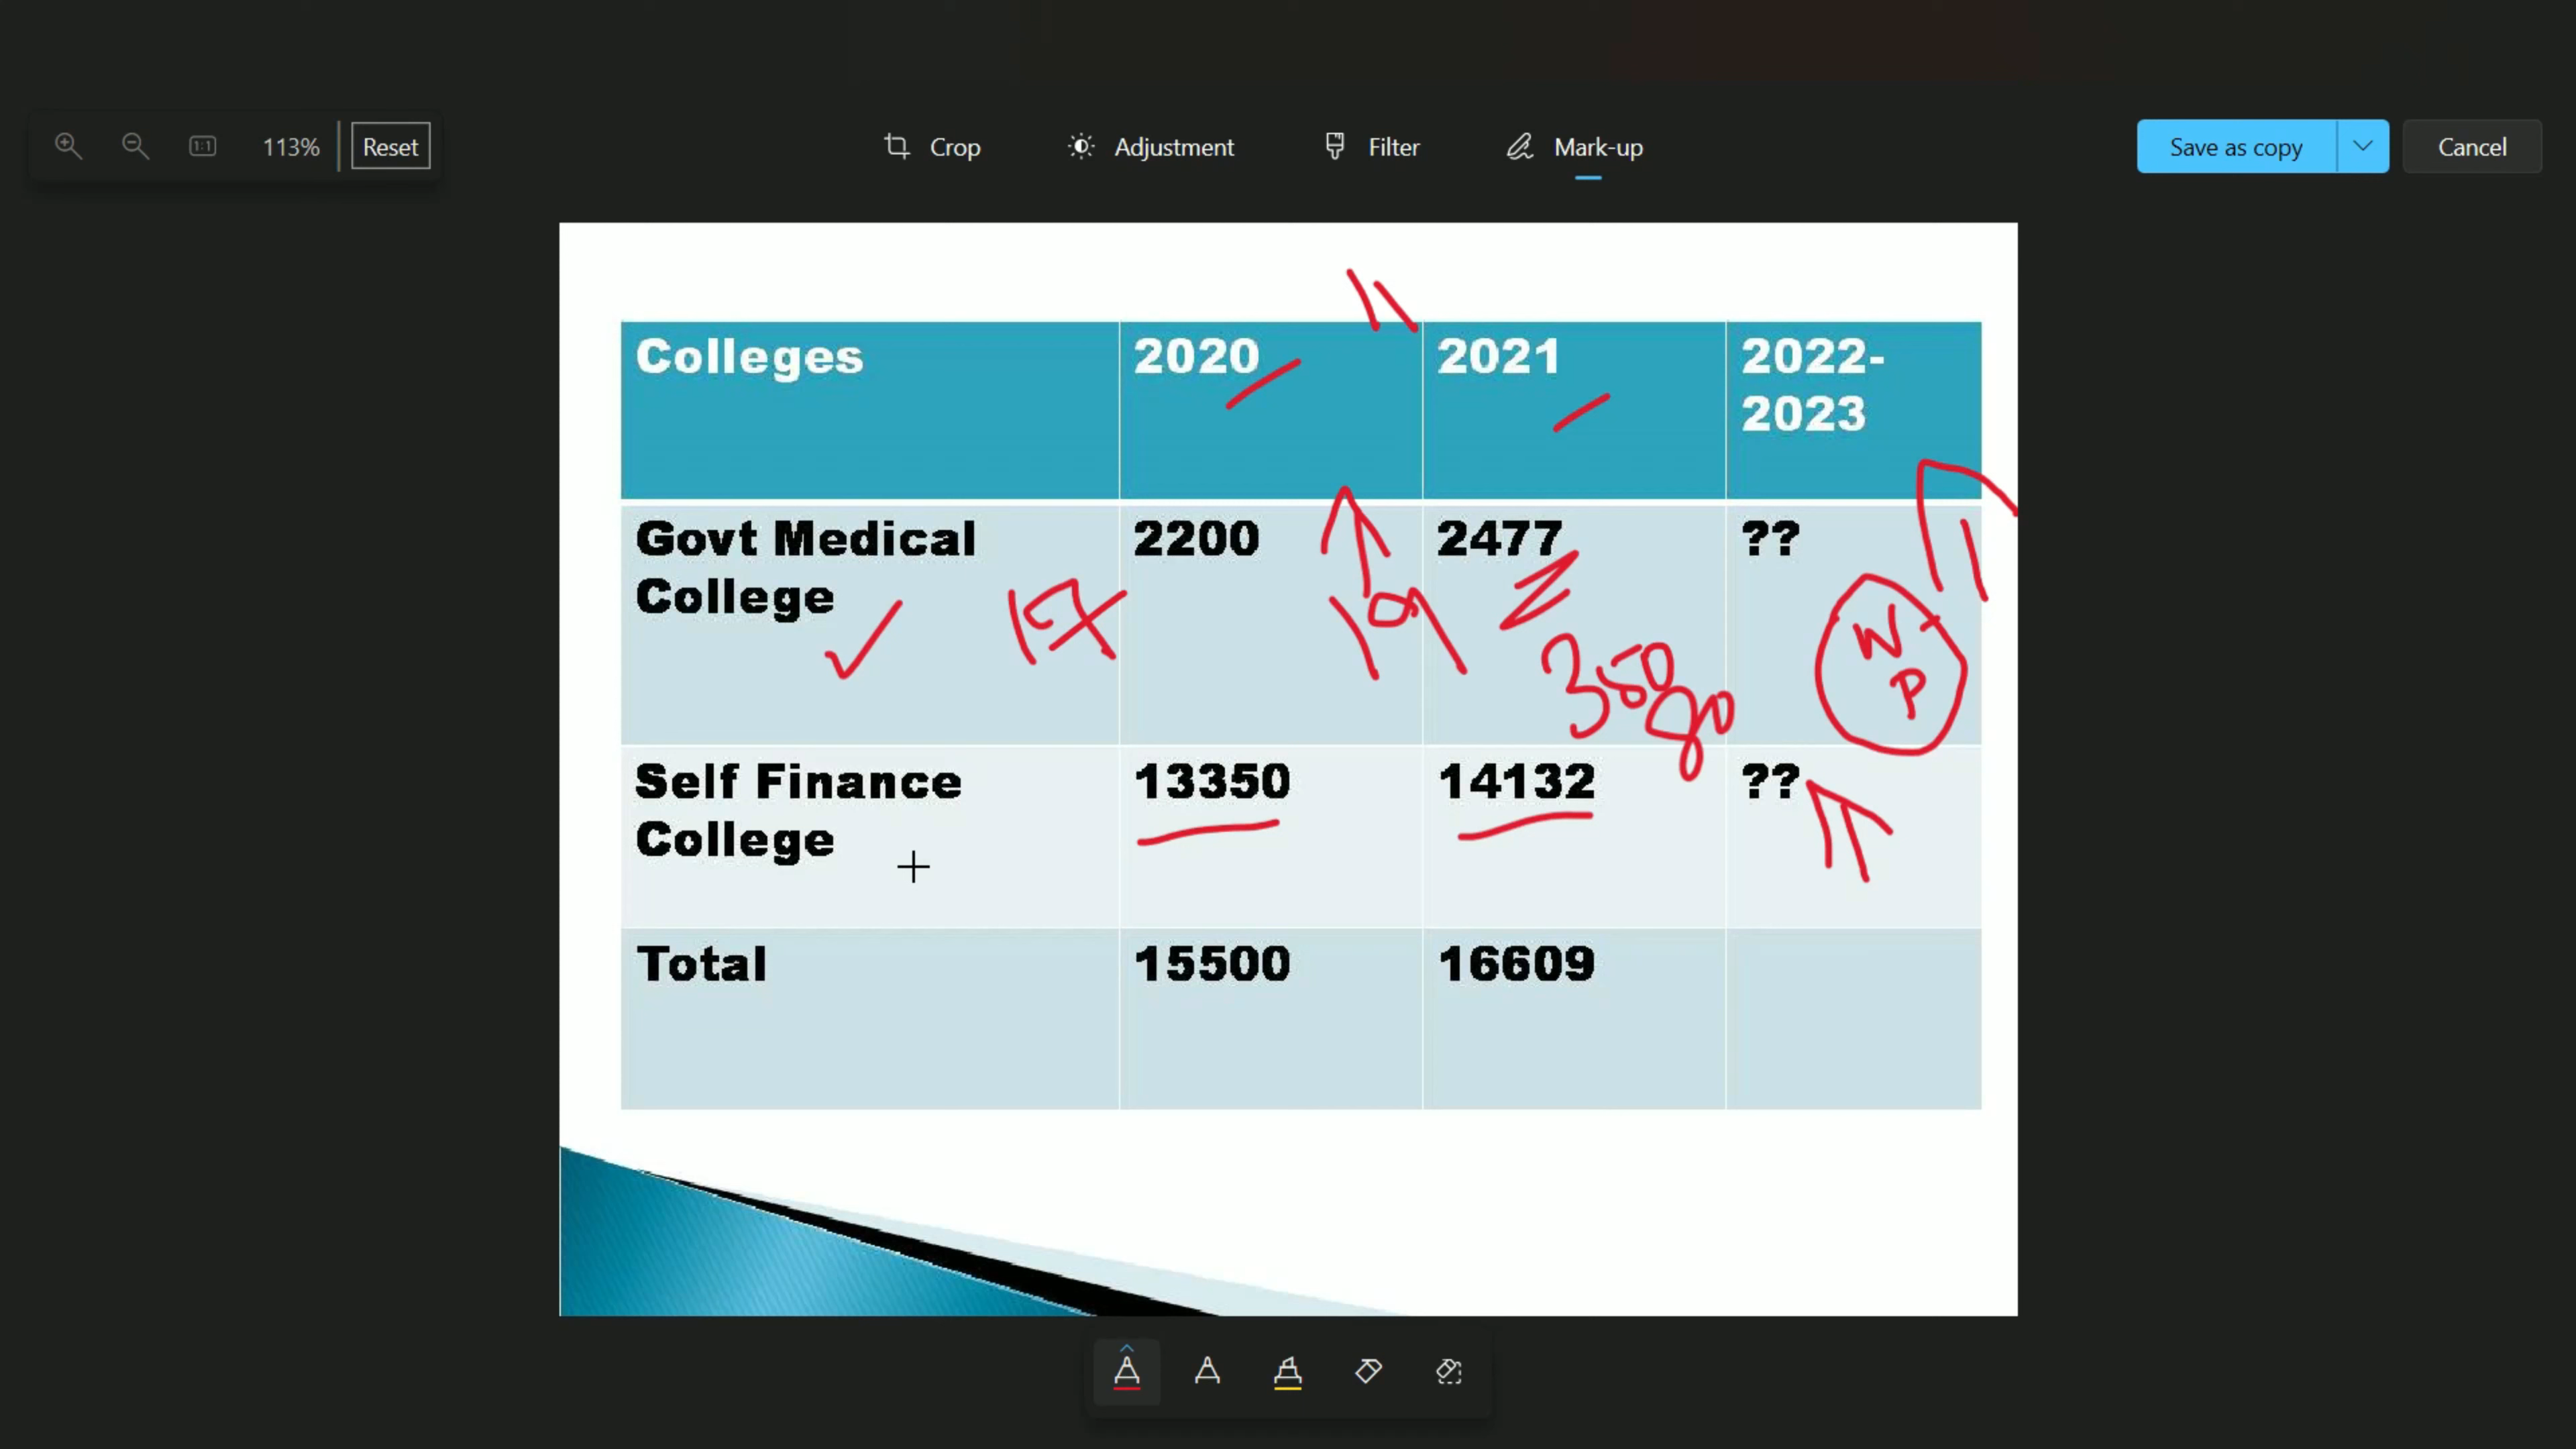 113%
Reset
Crop
Adjustment
Filter
Mark-up
Save as copy
Cancel
Colleges
2020
2021
2022-
2023
Govt Medical
College
2200
2477
??
Self Finance
College
13350
14132
??
Total
15500
16609
W
P